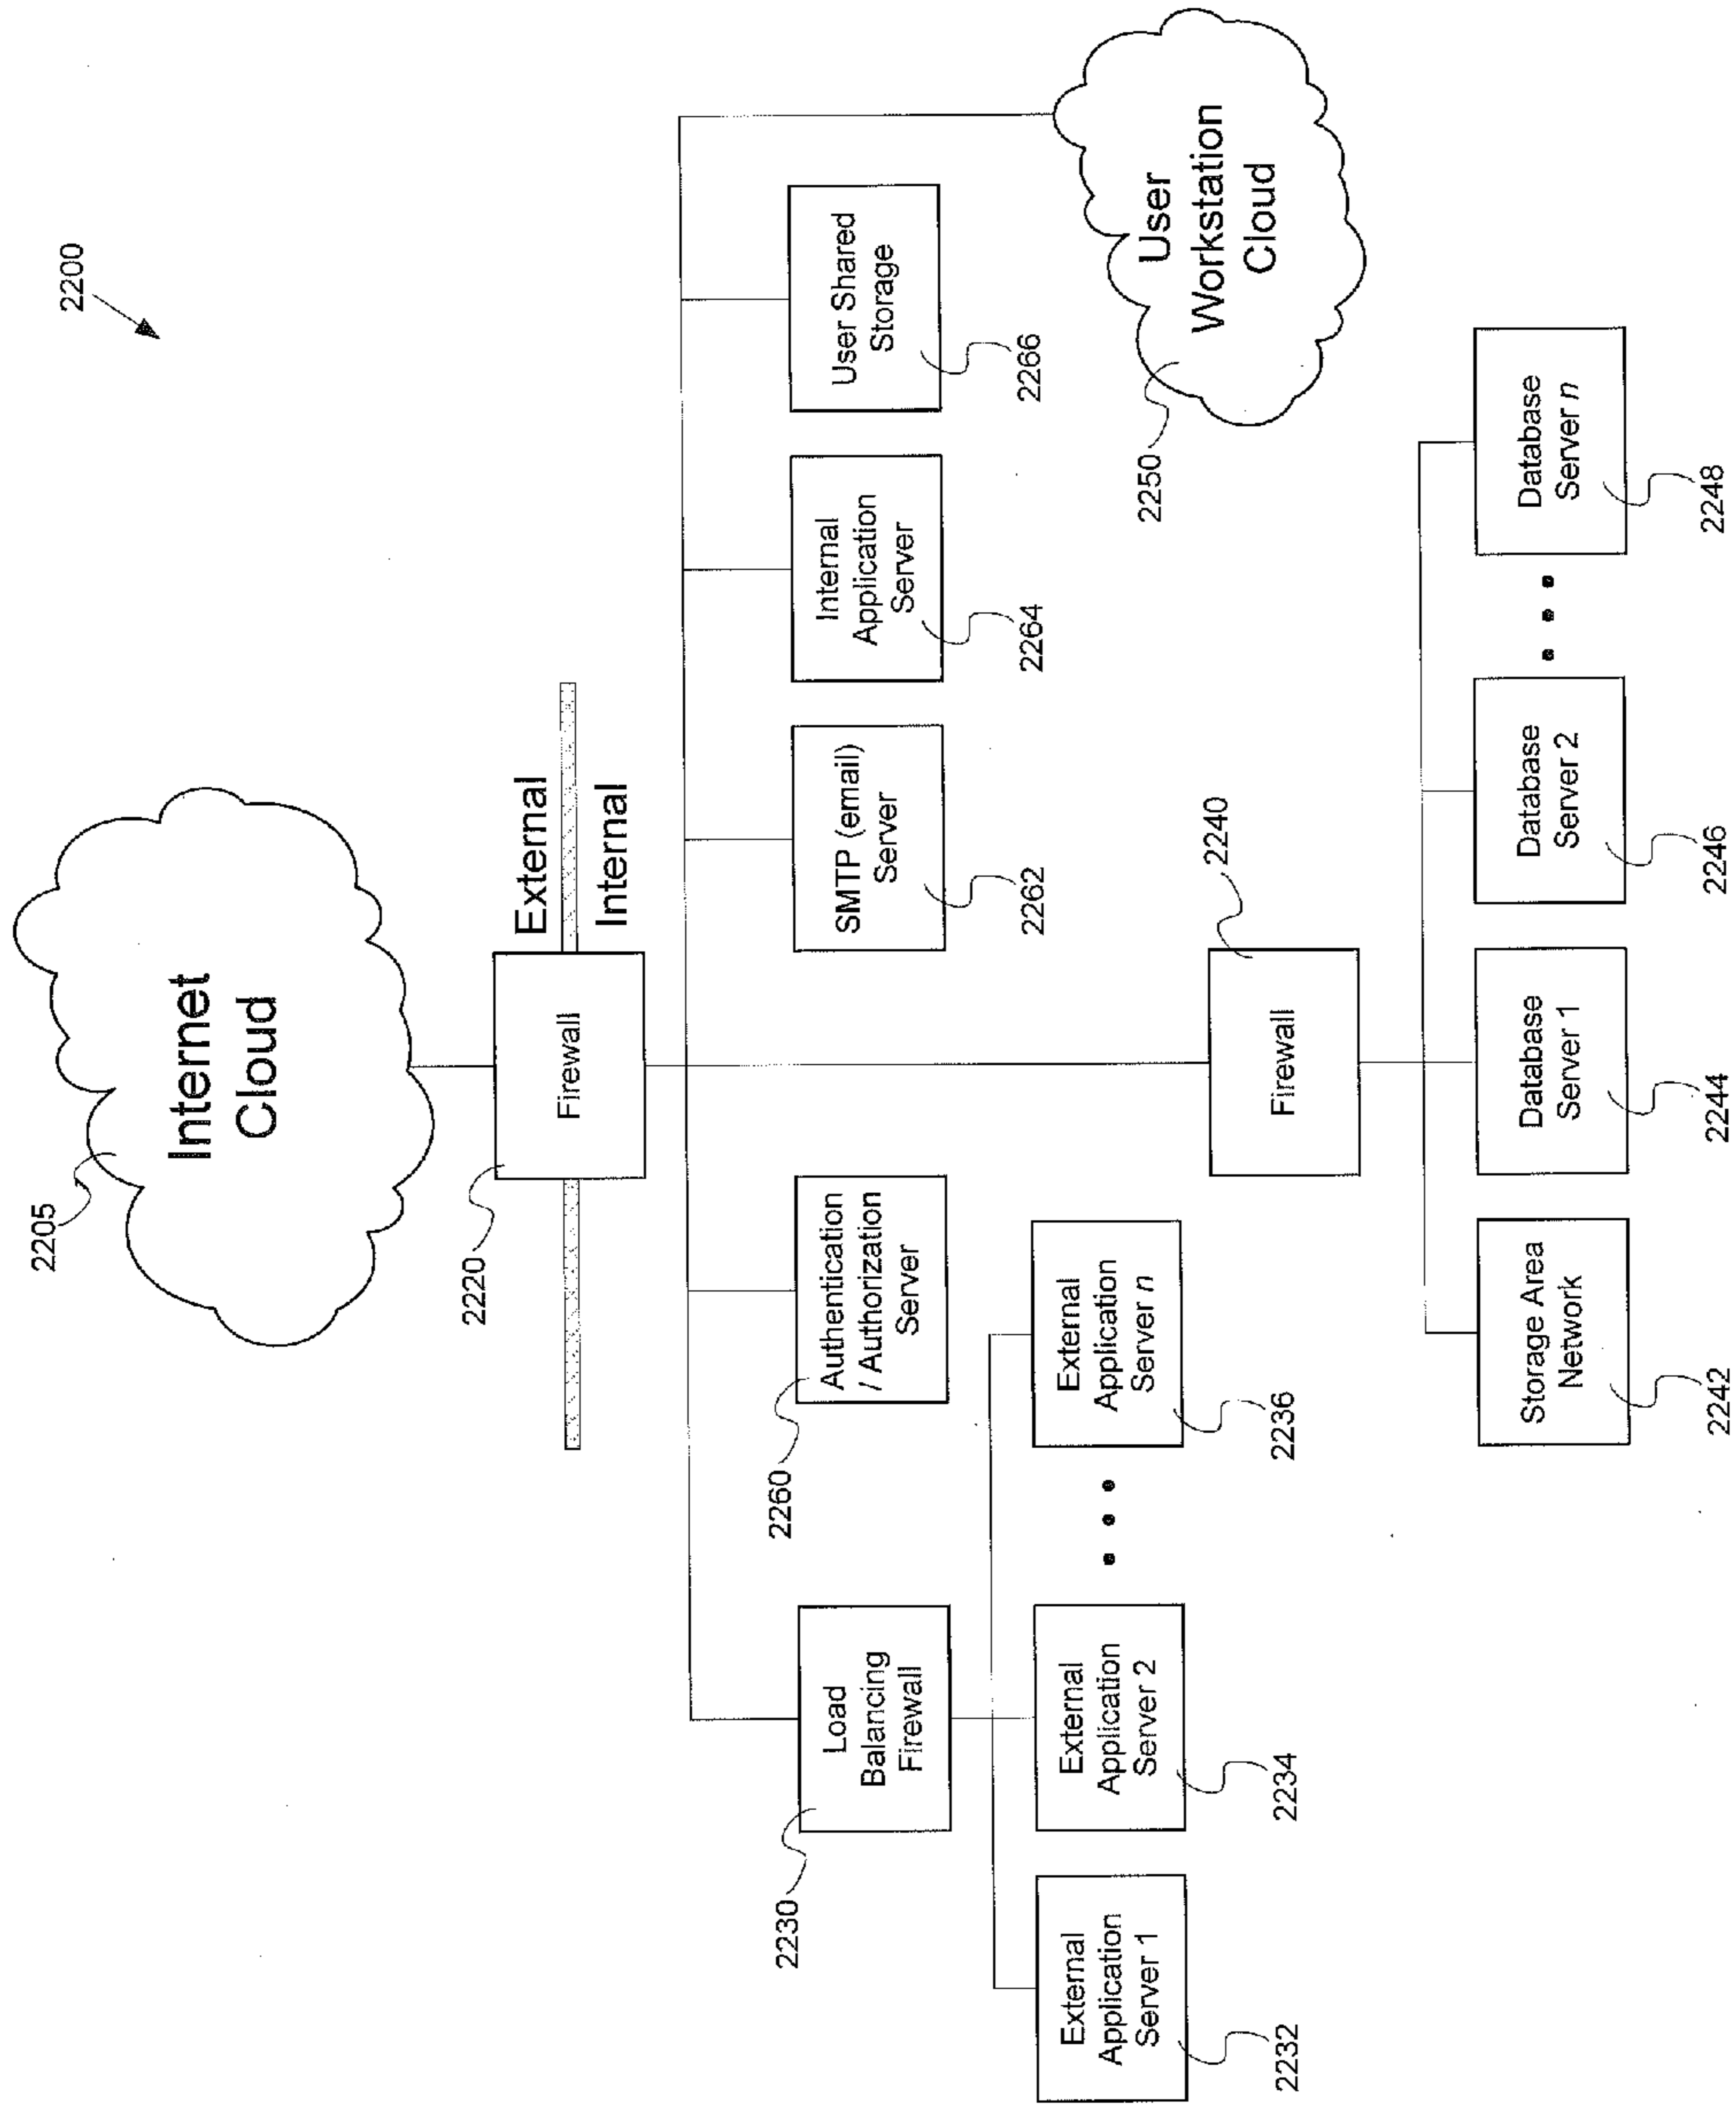 2200
Internet
Cloud
2205
External
Internal
Firewall
2220
Load
Balancing
Firewall
2230
Authentication
/ Authorization
Server
2260
SMTP (email)
Server
2262
Internal
Application
Server
2264
User Shared
Storage
2266
External
Application
Server 1
2232
External
Application
Server 2
2234
External
Application
Server n
2236
Firewall
2240
User
Workstation
Cloud
2250
Storage Area
Network
2242
Database
Server 1
2244
Database
Server 2
2246
Database
Server n
2248